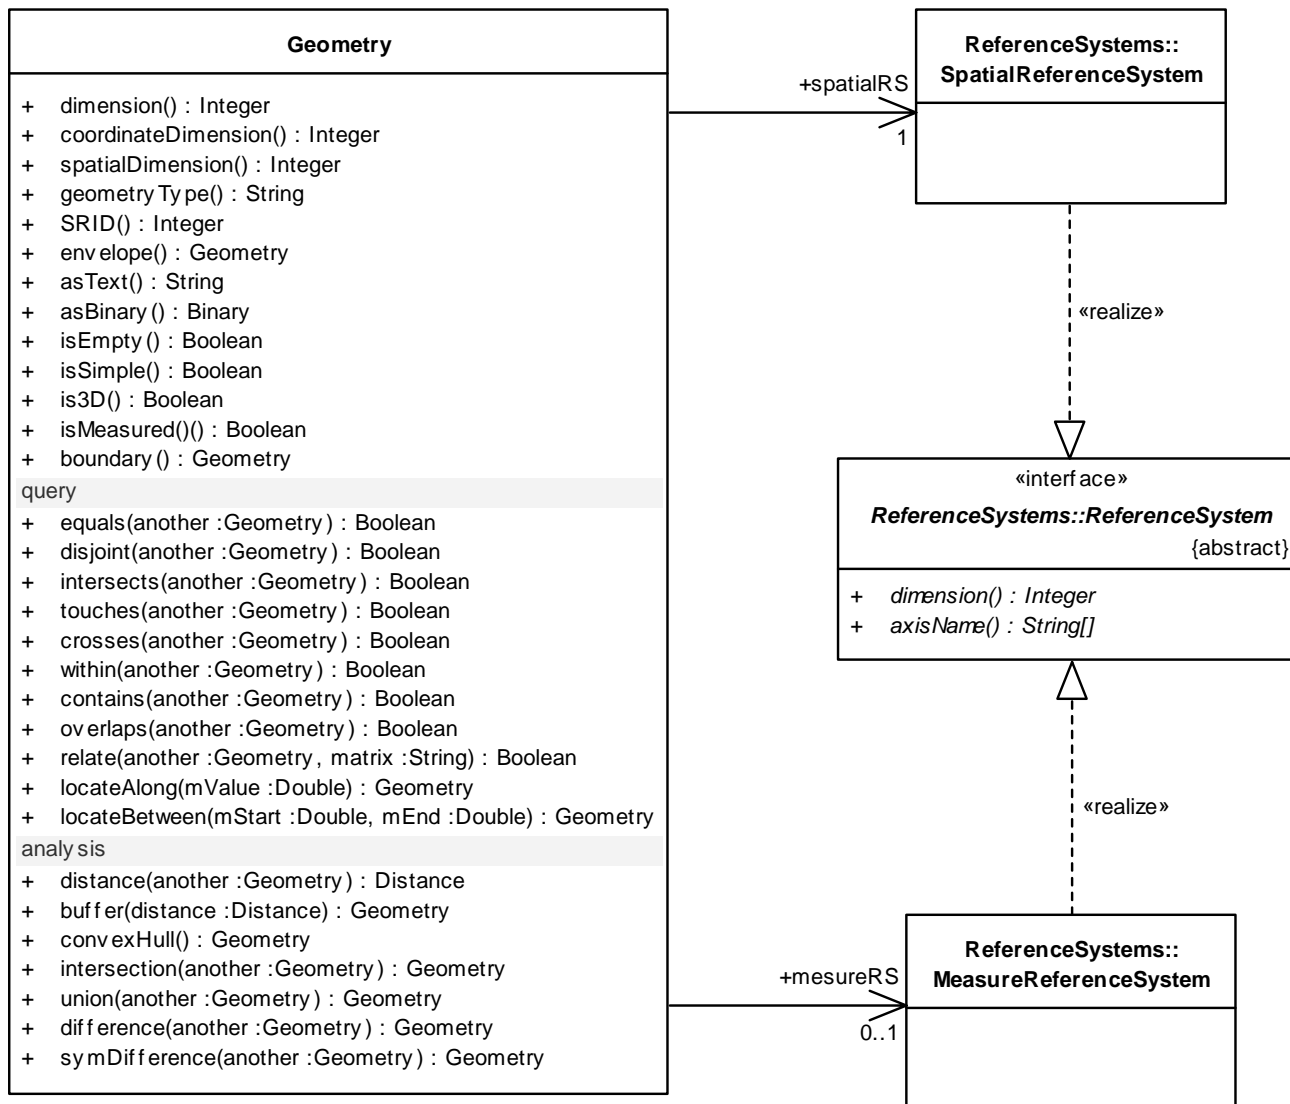 Geometry
+ dimension() : Integer
+ coordinateDimension() : Integer
+ spatialDimension() : Integer
+ geometryType() : String
+ SRID() : Integer
+ envelope() : Geometry
+ asText() : String
+ asBinary() : Binary
+ isEmpty() : Boolean
+ isSimple() : Boolean
+ is3D() : Boolean
+ isMeasured()() : Boolean
+ boundary() : Geometry
query
+ equals(another :Geometry) : Boolean
+ disjoint(another :Geometry) : Boolean
+ intersects(another :Geometry) : Boolean
+ touches(another :Geometry) : Boolean
+ crosses(another :Geometry) : Boolean
+ within(another :Geometry) : Boolean
+ contains(another :Geometry) : Boolean
+ overlaps(another :Geometry) : Boolean
+ relate(another :Geometry, matrix :String) : Boolean
+ locateAlong(mValue :Double) : Geometry
+ locateBetween(mStart :Double, mEnd :Double) : Geometry
analysis
+ distance(another :Geometry) : Distance
+ buffer(distance :Distance) : Geometry
+ convexHull() : Geometry
+ intersection(another :Geometry) : Geometry
+ union(another :Geometry) : Geometry
+ difference(another :Geometry) : Geometry
+ symDifference(another :Geometry) : Geometry
+spatialRS
1
ReferenceSystems::
SpatialReferenceSystem
«realize»
«interface»
ReferenceSystems::ReferenceSystem
{abstract}
+ dimension() : Integer
+ axisName() : String[]
«realize»
+mesureRS
0..1
ReferenceSystems::
MeasureReferenceSystem